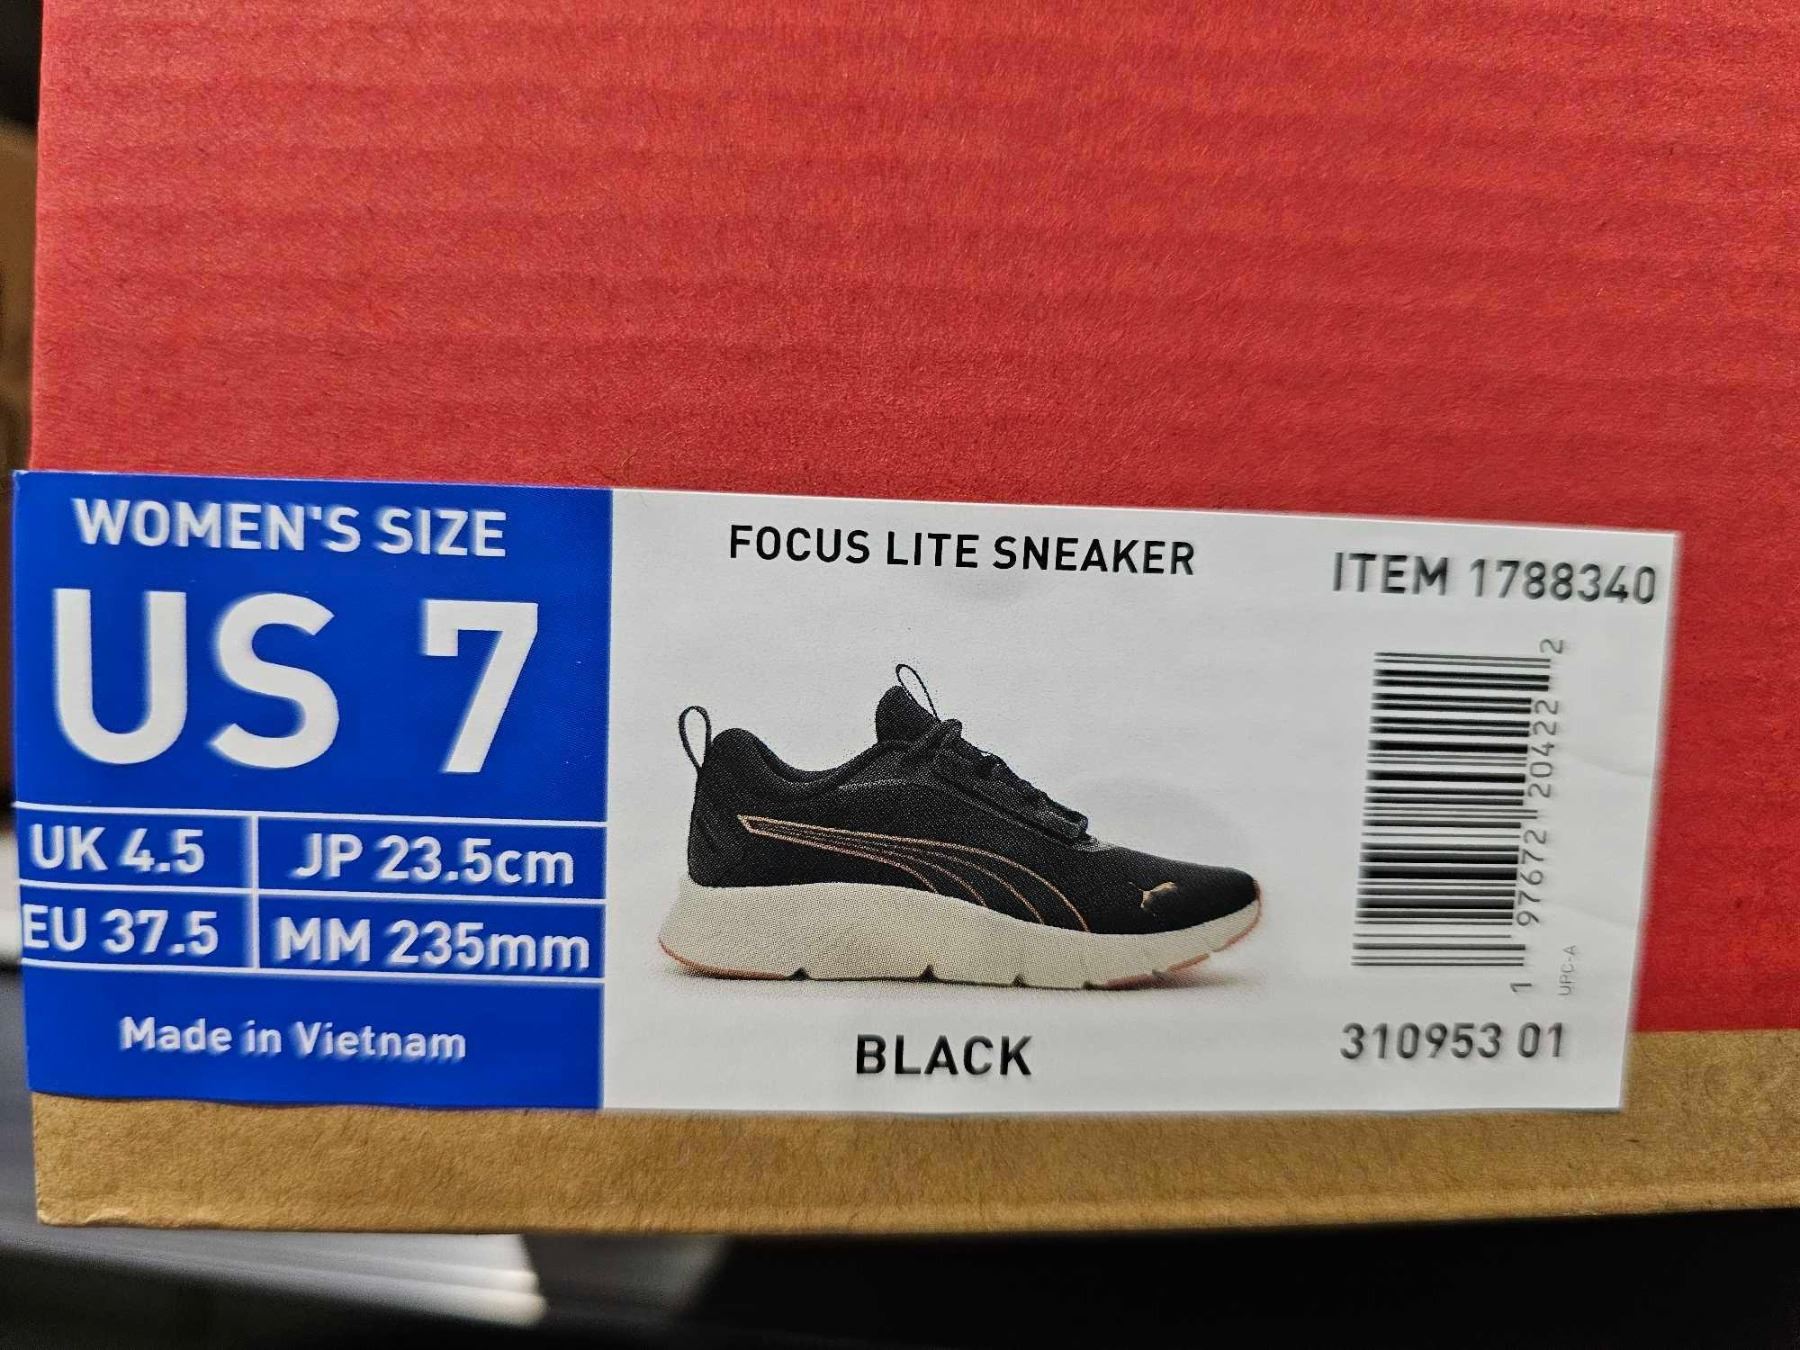 WOMEN'S SIZE
US 7
UK 4.5
JP 23.5cm
EU 37.5
MM 235mm
Made in Vietnam
FOCUS LITE SNEAKER
BLACK
ITEM 1788340
1 97672 20422 2
UPC-A
310953 01